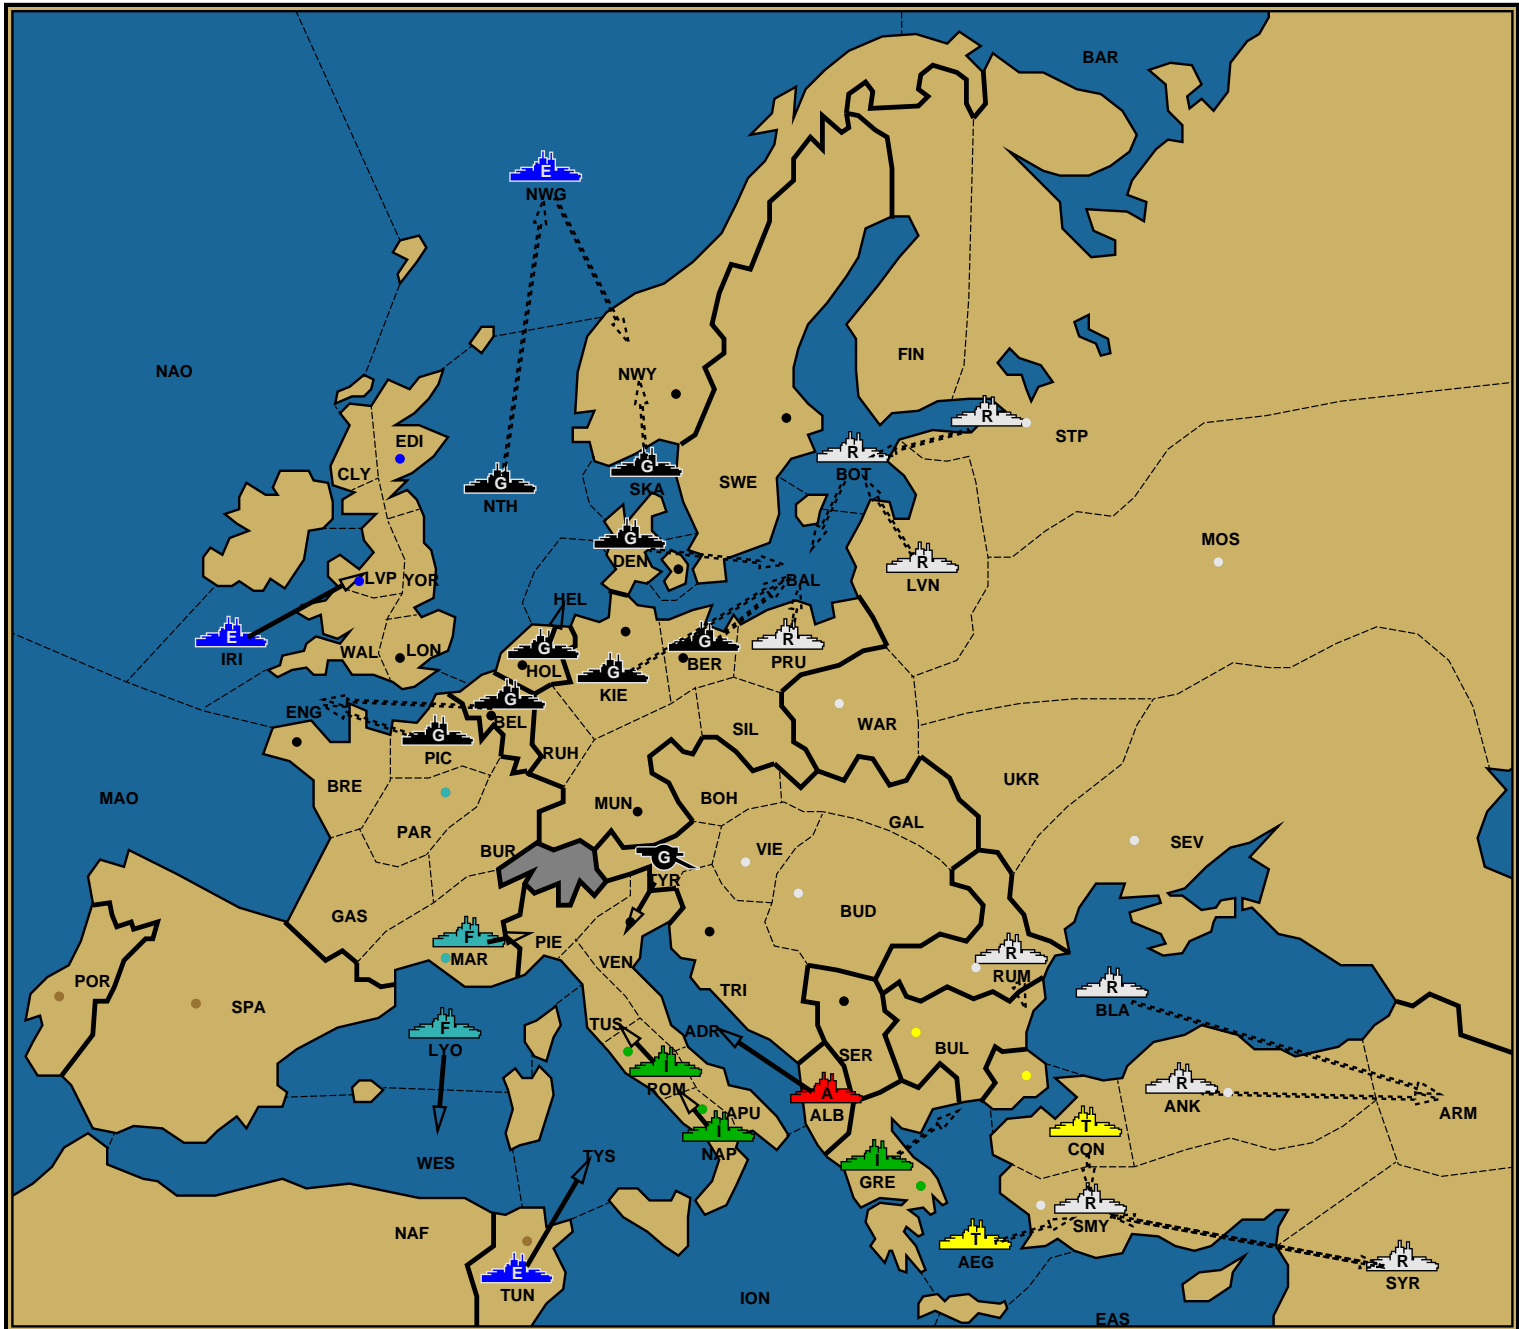 BAR
E
NWG
NAO
FIN
NWY
R
STP
EDI
R
CLY
BOT
G
SKA
SWE
G
NTH
G
DEN
MOS
R
LVN
LVP YOR
BAL
HEL
E
IRI
WAL
LON
G
HOL
G
BER
R
PRU
G
KIE
ENG
G
BEL
WAR
G
PIC
RUH
SIL
UKR
BRE
MAO
MUN
BOH
PAR
GAL
SEV
BUR
VIE
G
TYR
GAS
BUD
F
MAR
PIE
VEN
R
RUM
POR
SPA
TRI
R
BLA
F
LYO
TUS
ADR
SER
BUL
I
ROM
R
ANK
ARM
A
ALB
APU
I
NAP
T
CON
WES
TYS
I
GRE
R
SMY
NAF
T
AEG
R
SYR
E
TUN
ION
EAS